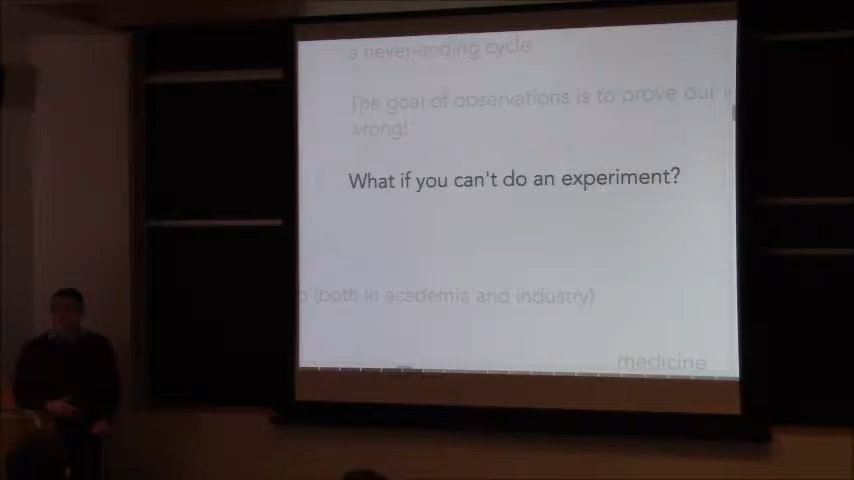 a never-ending cycle
The goal of observations is to prove our
wrong!
What if you can't do an experiment?
(both in academia and industry)
medicine